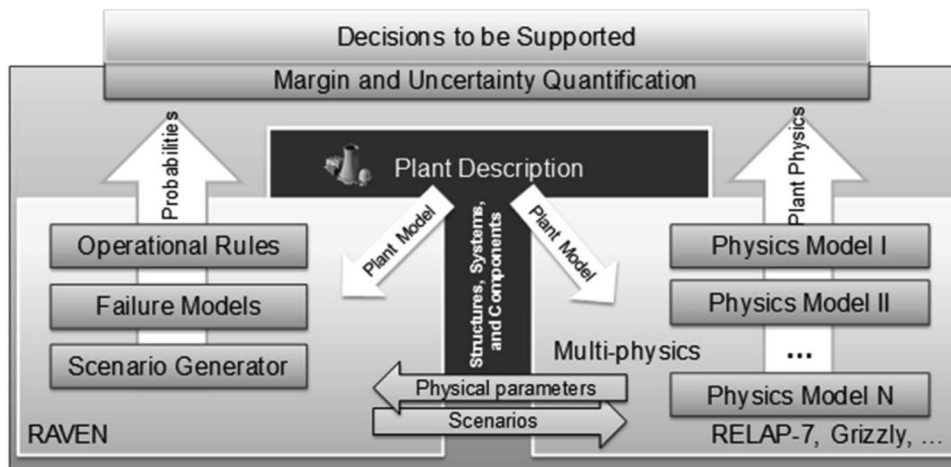 Decisions to be Supported
Margin and Uncertainty Quantification
Probabilities
Plant Description
Plant Physics
Plant Model
Plant Model
Structures, Systems,
and Components
Operational Rules
Failure Models
Scenario Generator
Physics Model I
Physics Model II
...
Physics Model N
Multi-physics
Physical parameters
Scenarios
RAVEN
RELAP-7, Grizzly, ...